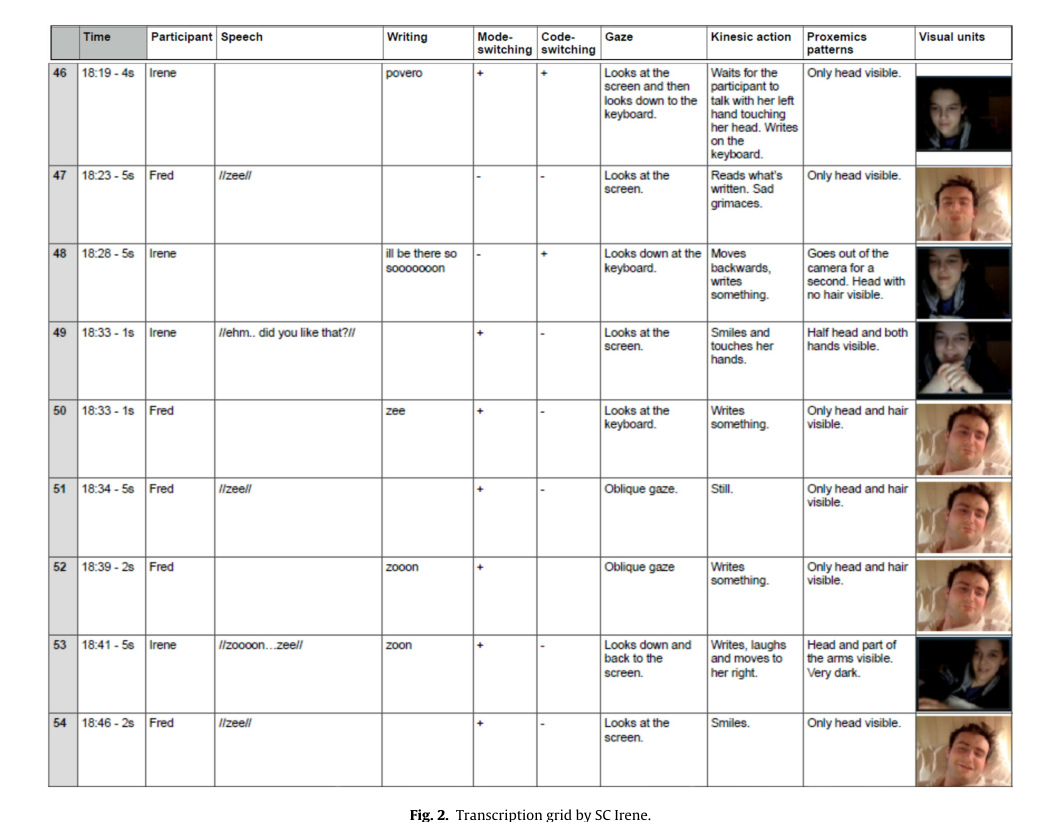 Time Participant Speech Writing Mode-switching Code-switching Gaze Kinesic action Proxemics patterns Visual units
46 18:19 - 4s Irene povero + + Looks at the screen and then looks down to the keyboard. Waits for the participant to talk with her left hand touching her head. Writes on the keyboard. Only head visible.
47 18:23 - 5s Fred //zee// - - Looks at the screen. Reads what's written. Sad grimaces. Only head visible.
48 18:28 - 5s Irene ill be there so sooooooon - + Looks down at the keyboard. Moves backwards, writes something. Goes out of the camera for a second. Head with no hair visible.
49 18:33 - 1s Irene //ehm.. did you like that?// + - Looks at the screen. Smiles and touches her hands. Half head and both hands visible.
50 18:33 - 1s Fred zee + - Looks at the keyboard. Writes something. Only head and hair visible.
51 18:34 - 5s Fred //zee// + - Oblique gaze. Still. Only head and hair visible.
52 18:39 - 2s Fred zooon + Oblique gaze Writes something. Only head and hair visible.
53 18:41 - 5s Irene //zoooon...zee// zoon + - Looks down and back to the screen. Writes, laughs and moves to her right. Head and part of the arms visible. Very dark.
54 18:46 - 2s Fred //zee// + - Looks at the screen. Smiles. Only head visible.
Fig. 2. Transcription grid by SC Irene.